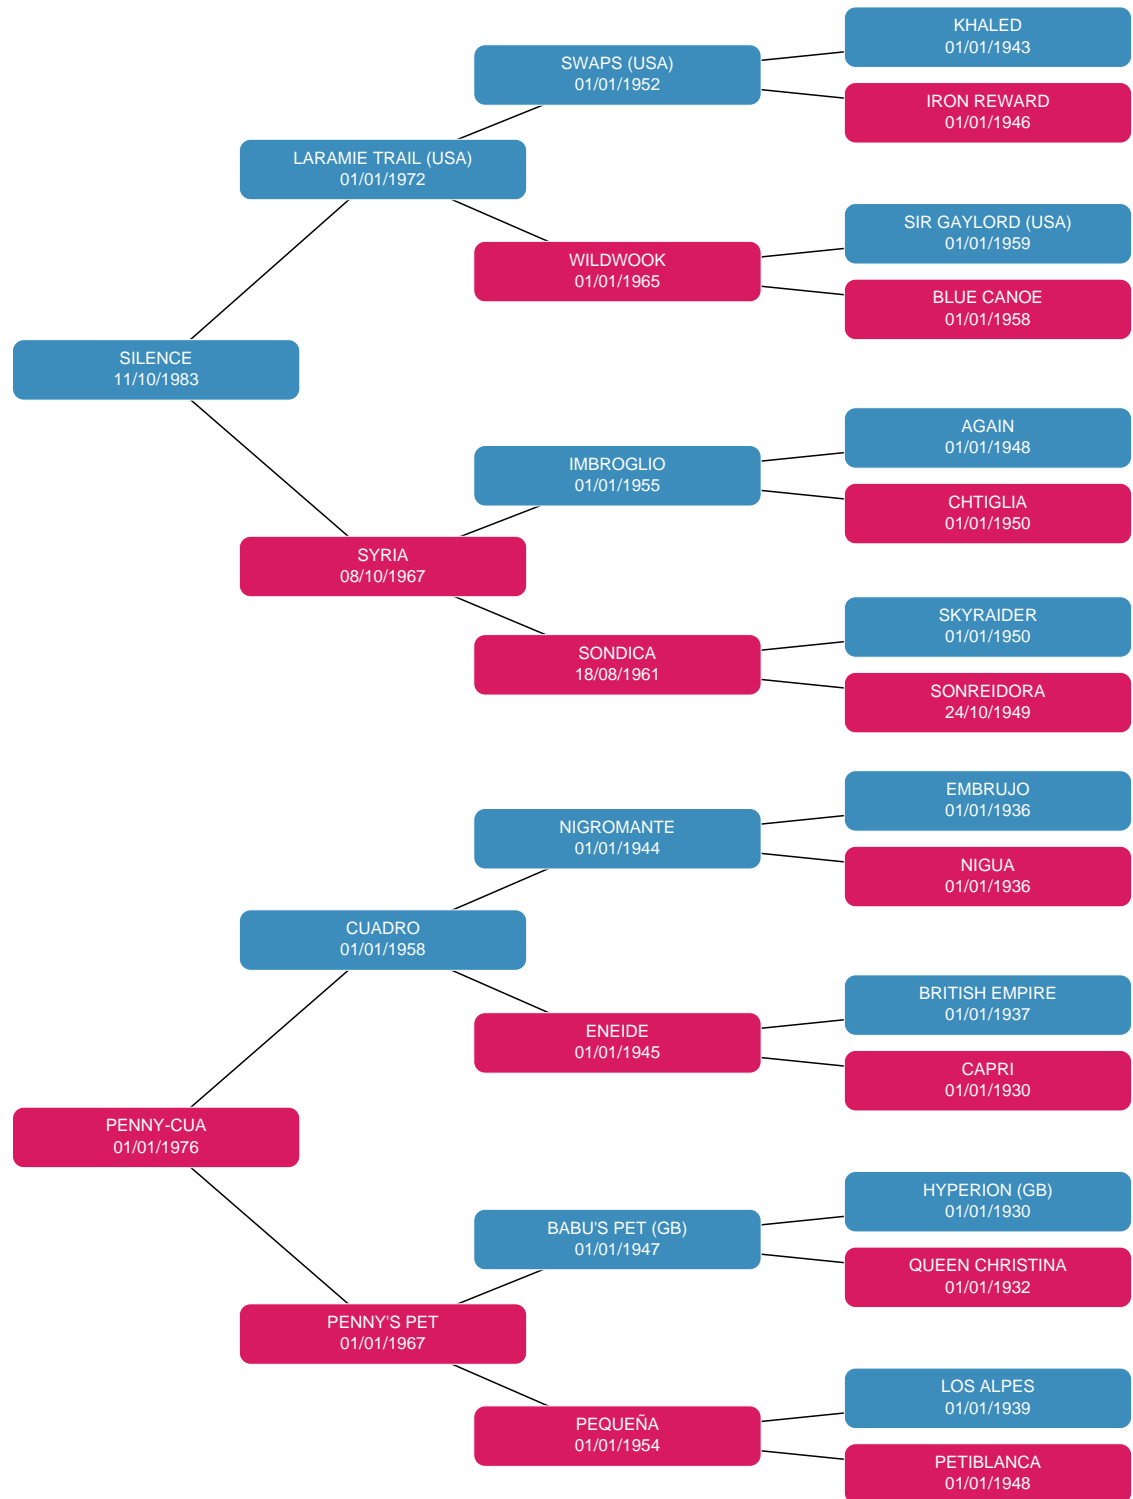 KHALED
01/01/1943
SWAPS (USA)
01/01/1952
IRON REWARD
01/01/1946
LARAMIE TRAIL (USA)
01/01/1972
SIR GAYLORD (USA)
01/01/1959
WILDWOOK
01/01/1965
BLUE CANOE
01/01/1958
SILENCE
11/10/1983
AGAIN
01/01/1948
IMBROGLIO
01/01/1955
CHTIGLIA
01/01/1950
SYRIA
08/10/1967
SKYRAIDER
01/01/1950
SONDICA
18/08/1961
SONREIDORA
24/10/1949
EMBRUJO
01/01/1936
NIGROMANTE
01/01/1944
NIGUA
01/01/1936
CUADRO
01/01/1958
BRITISH EMPIRE
01/01/1937
ENEIDE
01/01/1945
CAPRI
01/01/1930
PENNY-CUA
01/01/1976
HYPERION (GB)
01/01/1930
BABU'S PET (GB)
01/01/1947
QUEEN CHRISTINA
01/01/1932
PENNY'S PET
01/01/1967
LOS ALPES
01/01/1939
PEQUEÑA
01/01/1954
PETIBLANCA
01/01/1948